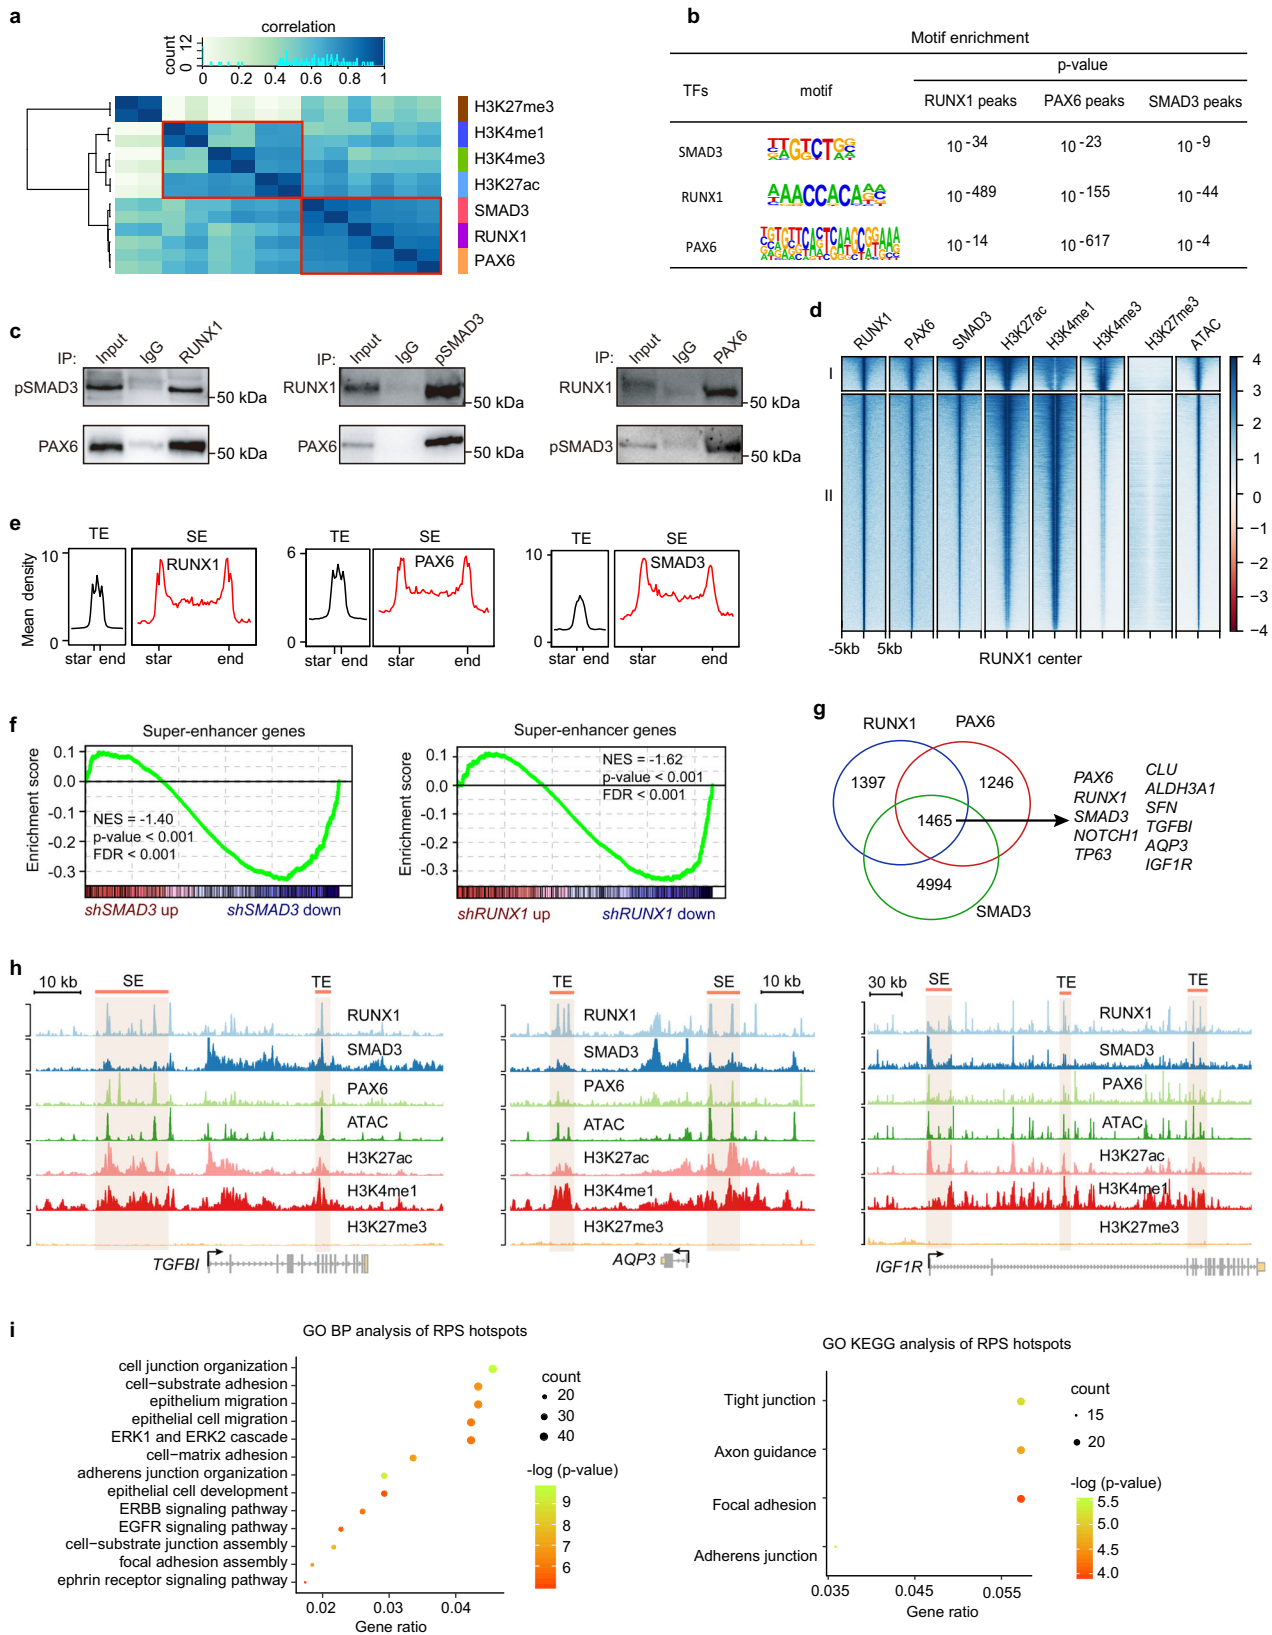 a
correlation
count
0 12
0 0.2 0.4 0.6 0.8 1
H3K27me3
H3K4me1
H3K4me3
H3K27ac
SMAD3
RUNX1
PAX6
b
Motif enrichment
p-value
TFs motif RUNX1 peaks PAX6 peaks SMAD3 peaks
SMAD3 10-34 10-23 10-9
RUNX1 10-489 10-155 10-44
PAX6 10-14 10-617 10-4
c
IP: Input IgG RUNX1
pSMAD3 50 kDa
PAX6 50 kDa
IP: Input IgG pSMAD3
RUNX1 50 kDa
PAX6 50 kDa
IP: Input IgG PAX6
RUNX1 50 kDa
pSMAD3 50 kDa
d
RUNX1 PAX6 SMAD3 H3K27ac H3K4me1 H3K4me3 H3K27me3 ATAC
I
II
4
3
2
1
0
−1
−2
−3
−4
-5kb 5kb
RUNX1 center
e
Mean density
TE SE
10
0
RUNX1
star end star end
TE SE
6
0
PAX6
star end star end
TE SE
10
0
SMAD3
star end star end
f
Super-enhancer genes
Enrichment score
0.1
0.0
-0.1
-0.2
-0.3
NES = -1.40
p-value < 0.001
FDR < 0.001
shSMAD3 up shSMAD3 down
Super-enhancer genes
Enrichment score
0.1
0.0
-0.1
-0.2
-0.3
NES = -1.62
p-value < 0.001
FDR < 0.001
shRUNX1 up shRUNX1 down
g
RUNX1 PAX6
1397 1246
1465
4994
SMAD3
PAX6
RUNX1
SMAD3
NOTCH1
TP63
CLU
ALDH3A1
SFN
TGFBI
AQP3
IGF1R
h
10 kb SE TE
RUNX1
SMAD3
PAX6
ATAC
H3K27ac
H3K4me1
H3K27me3
TGFBI
TE SE 10 kb
RUNX1
SMAD3
PAX6
ATAC
H3K27ac
H3K4me1
H3K27me3
AQP3
30 kb SE TE TE
RUNX1
SMAD3
PAX6
ATAC
H3K27ac
H3K4me1
H3K27me3
IGF1R
i
GO BP analysis of RPS hotspots
cell junction organization
cell−substrate adhesion
epithelium migration
epithelial cell migration
ERK1 and ERK2 cascade
cell−matrix adhesion
adherens junction organization
epithelial cell development
ERBB signaling pathway
EGFR signaling pathway
cell−substrate junction assembly
focal adhesion assembly
ephrin receptor signaling pathway
0.02 0.03 0.04
Gene ratio
count
20
30
40
-log (p-value)
9
8
7
6
GO KEGG analysis of RPS hotspots
Tight junction
Axon guidance
Focal adhesion
Adherens junction
0.035 0.045 0.055
Gene ratio
count
15
20
-log (p-value)
5.5
5.0
4.5
4.0